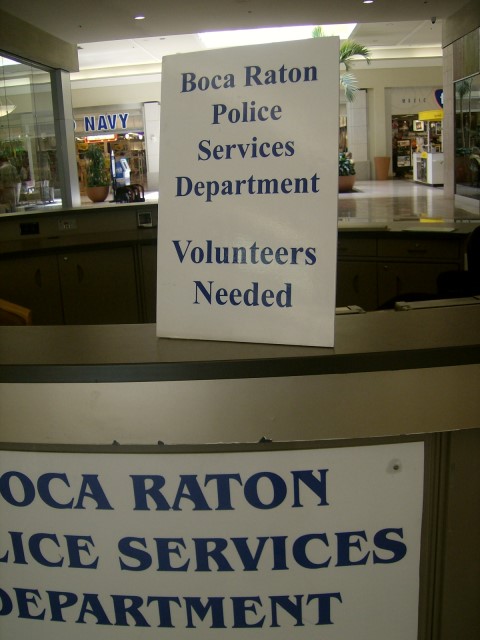 NAVY
Boca Raton
Police
Services
Department
Volunteers
Needed
OCA RATON
LICE SERVICES
DEPARTMENT